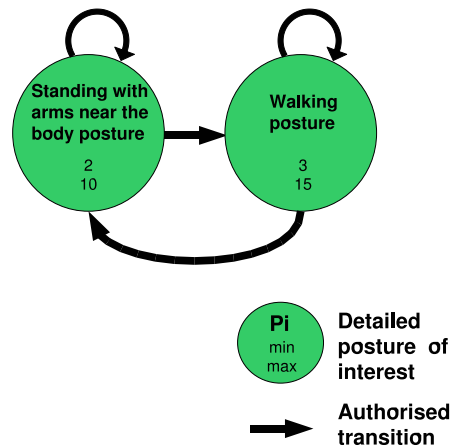 Standing with
arms near the
body posture
2
10
Walking
posture
3
15
Pi
min
max
Detailed
posture of
interest
Authorised
transition